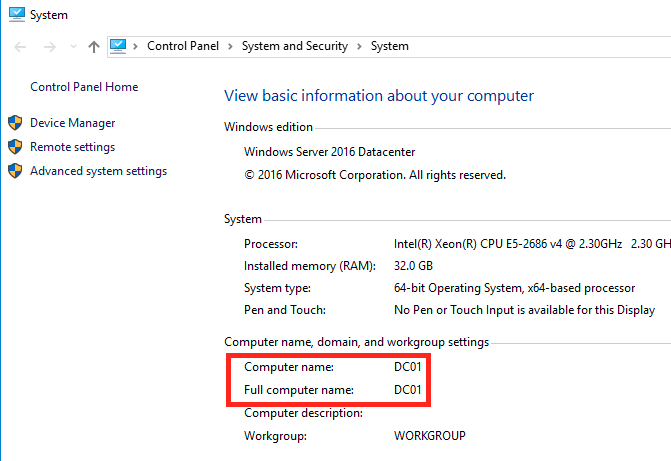 System
Control Panel > System and Security > System
Control Panel Home
Device Manager
Remote settings
Advanced system settings
View basic information about your computer
Windows edition
Windows Server 2016 Datacenter
© 2016 Microsoft Corporation. All rights reserved.
System
Processor: Intel(R) Xeon(R) CPU E5-2686 v4 @ 2.30GHz 2.30 GH
Installed memory (RAM): 32.0 GB
System type: 64-bit Operating System, x64-based processor
Pen and Touch: No Pen or Touch Input is available for this Display
Computer name, domain, and workgroup settings
Computer name: DC01
Full computer name: DC01
Computer description:
Workgroup: WORKGROUP